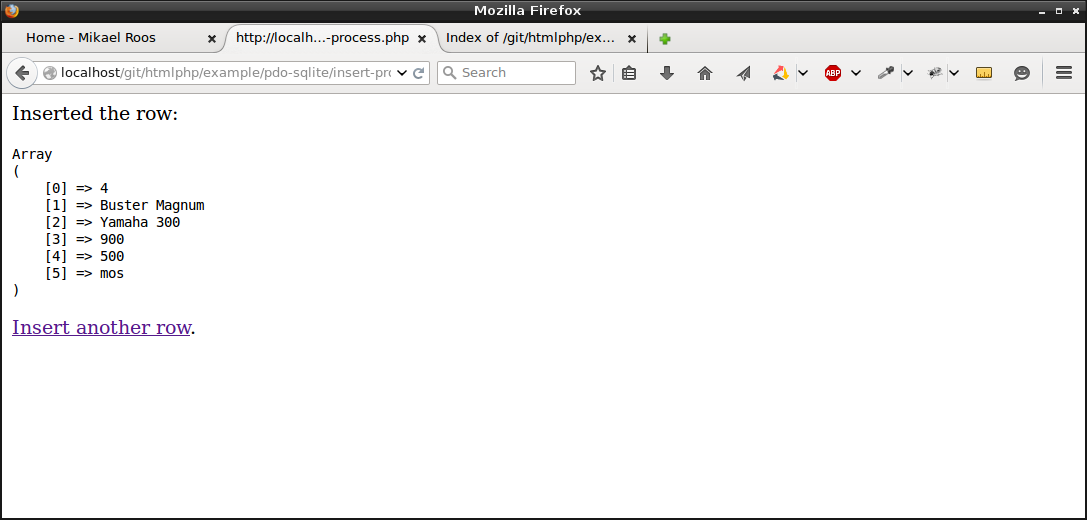 Mozilla Firefox
Home - Mikael Roos
http://localh...-process.php
Index of /git/htmlphp/ex...
localhost/git/htmlphp/example/pdo-sqlite/insert-pro
Search
ABP
Inserted the row:
Array
(
[0] => 4
[1] => Buster Magnum
[2] => Yamaha 300
[3] => 900
[4] => 500
[5] => mos
)
Insert another row.